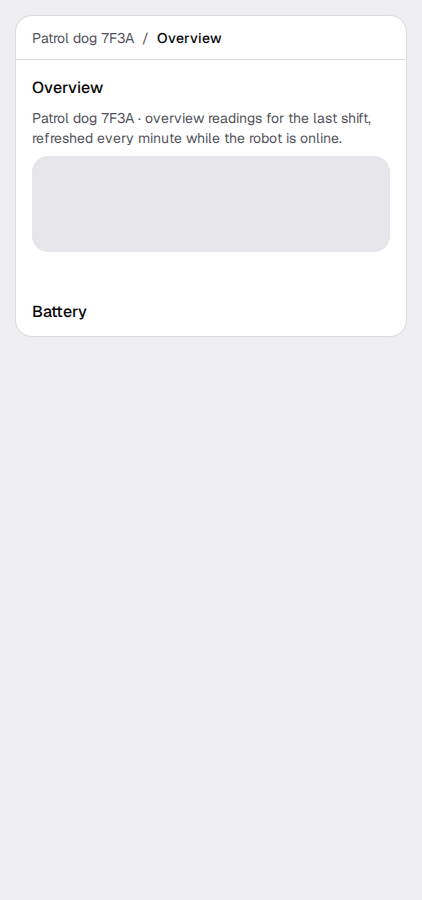 Patrol dog 7F3A / Overview
Overview
Patrol dog 7F3A · overview readings for the last shift,
refreshed every minute while the robot is online.
Battery